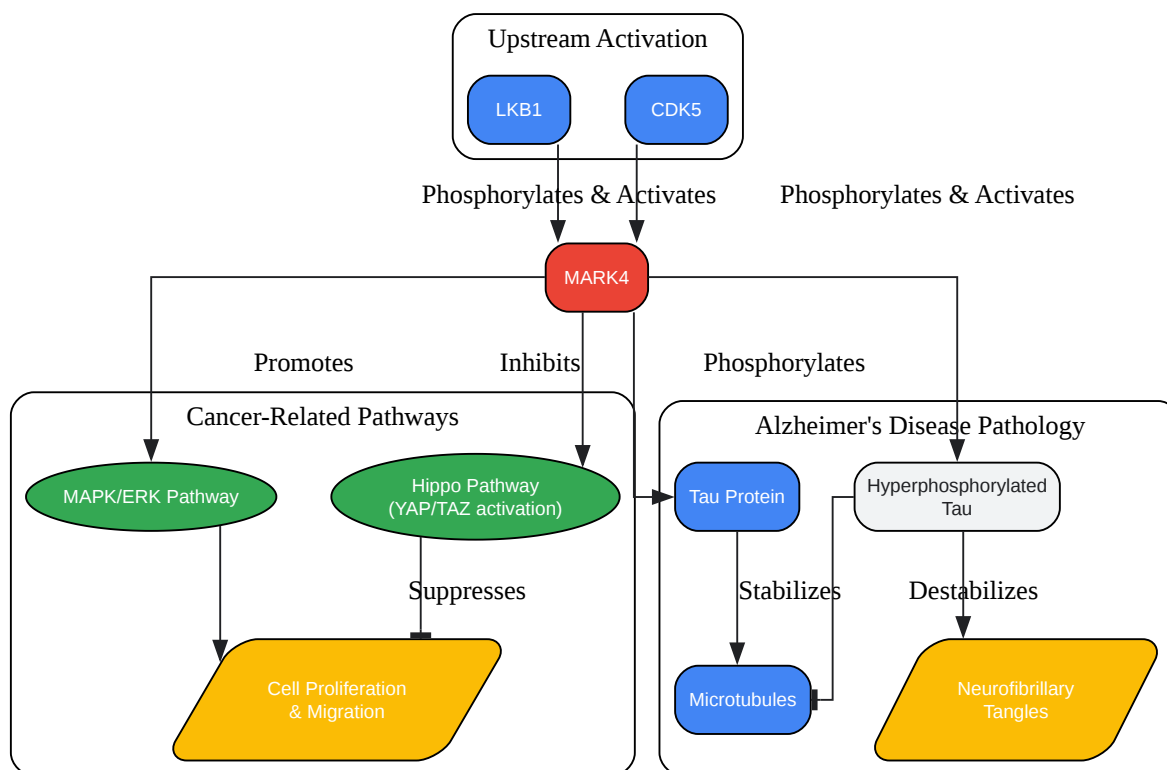 Upstream Activation
LKB1
CDK5
Phosphorylates & Activates
Phosphorylates & Activates
MARK4
Promotes
Inhibits
Phosphorylates
Cancer-Related Pathways
Alzheimer's Disease Pathology
MAPK/ERK Pathway
Hippo Pathway
(YAP/TAZ activation)
Tau Protein
Hyperphosphorylated
Tau
Suppresses
Stabilizes
Destabilizes
Cell Proliferation
& Migration
Microtubules
Neurofibrillary
Tangles